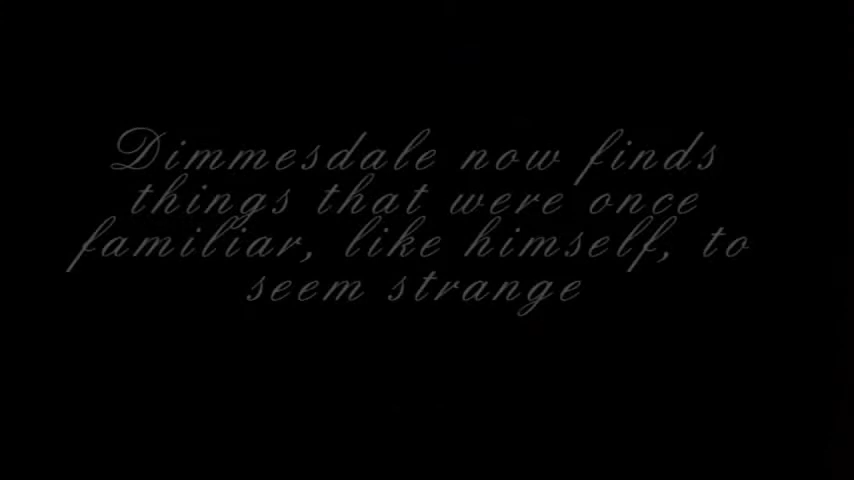 Dimmesdale now finds
things that were once
familiar, like himself, to
seem strange